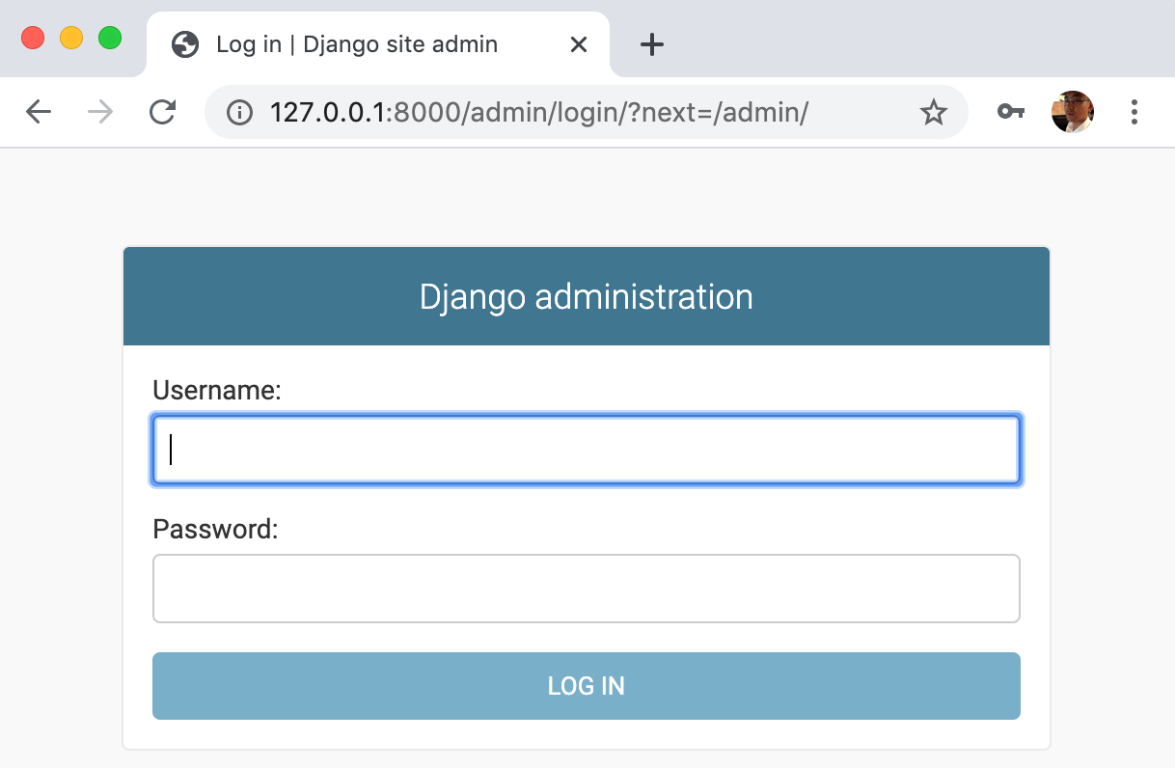 Log in | Django site admin
127.0.0.1:8000/admin/login/?next=/admin/
Django administration
Username:
Password:
LOG IN